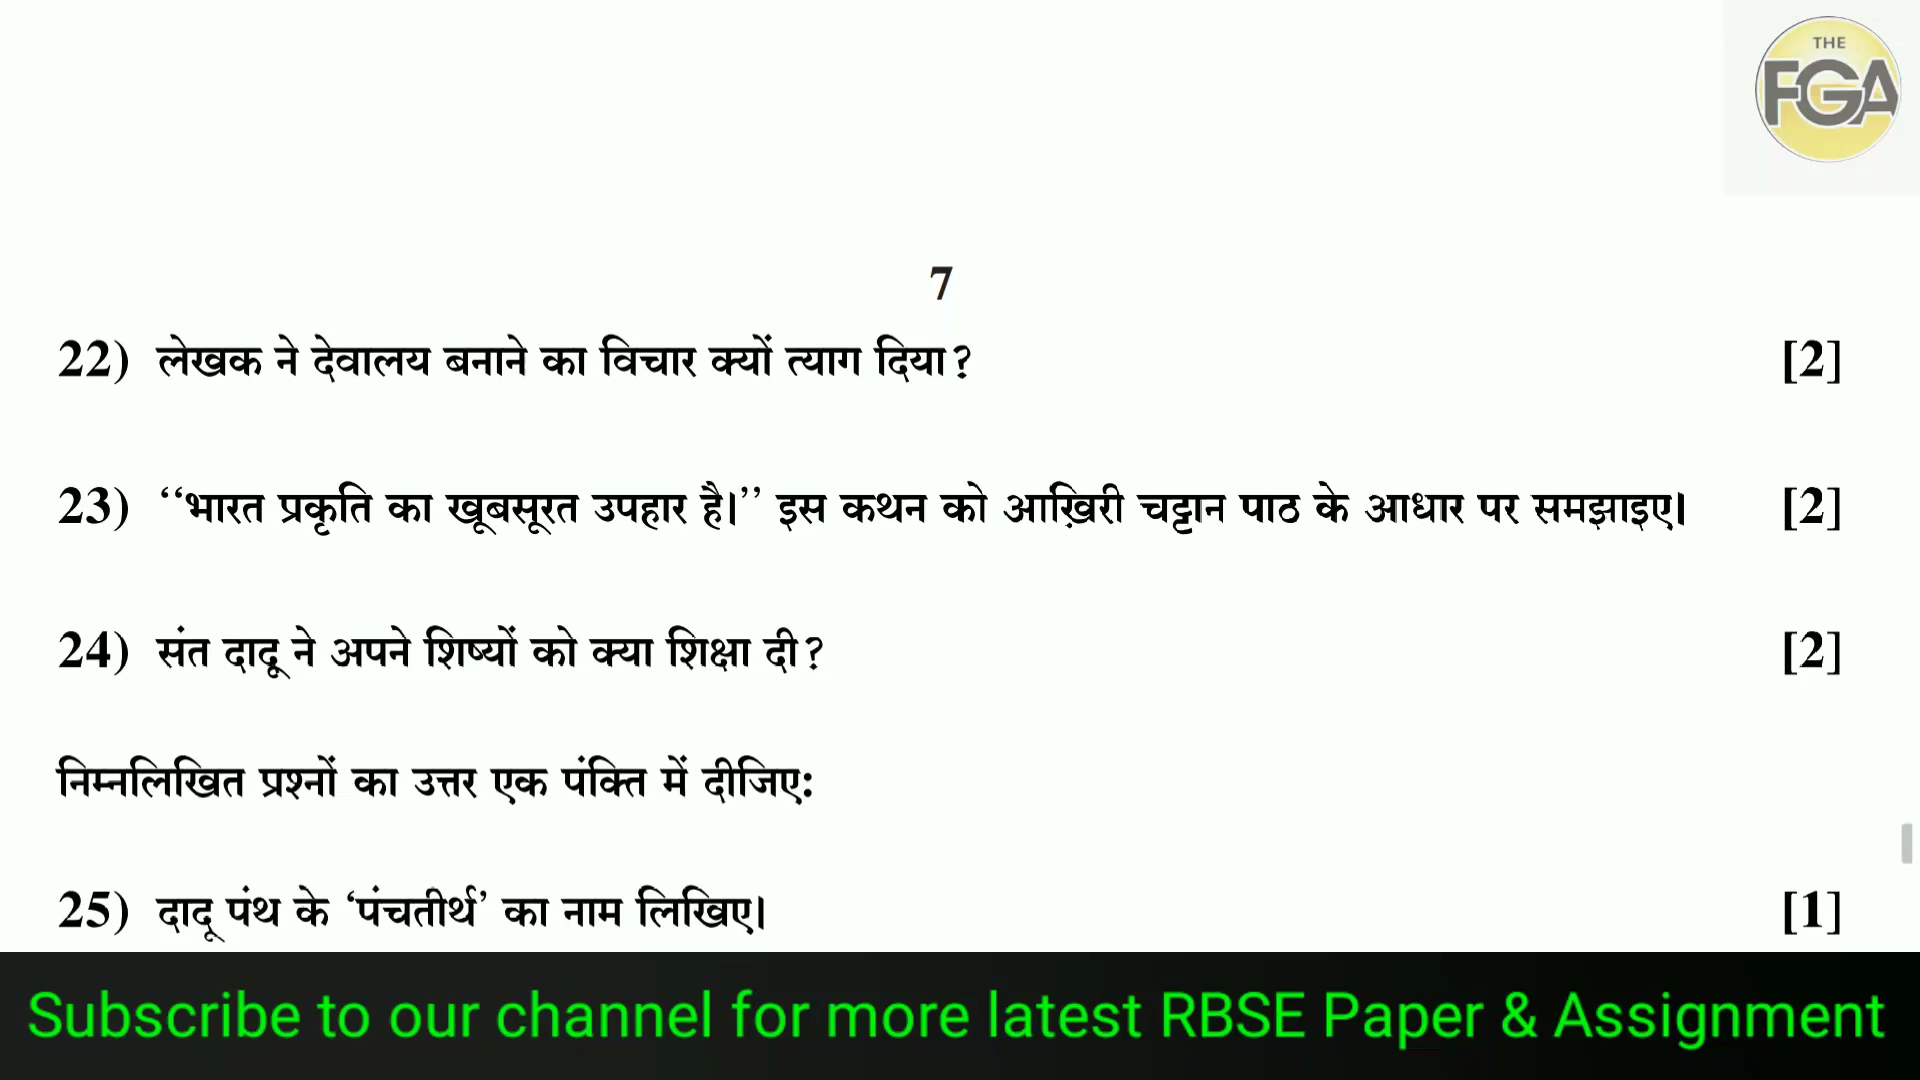 THE
FGA
7
22) लेखक ने देवालय बनाने का विचार क्यों त्याग दिया? [2]
23) ‘‘भारत प्रकृति का खूबसूरत उपहार है।’’ इस कथन को आख़िरी चट्टान पाठ के आधार पर समझाइए। [2]
24) संत दादू ने अपने शिष्यों को क्या शिक्षा दी? [2]
निम्नलिखित प्रश्नों का उत्तर एक पंक्ति में दीजिए:
25) दादू पंथ के ‘पंचतीर्थ’ का नाम लिखिए। [1]
Subscribe to our channel for more latest RBSE Paper & Assignment